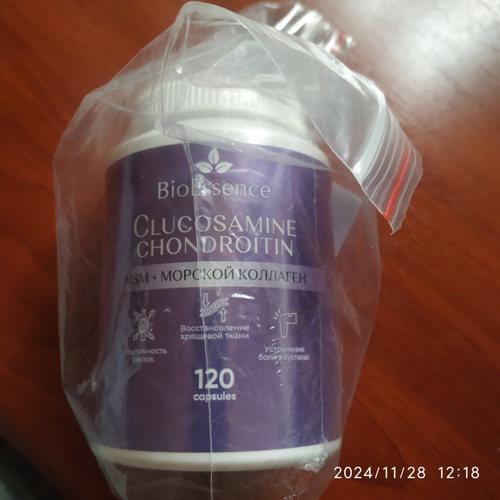 BioEssence
GLUCOSAMINE
CHONDROITIN
MSM + МОРСКОЙ КОЛЛАГЕН
Восстановление
хрящевой ткани
Устранение
боли в суставах
120
capsules
2024/11/28 12:18